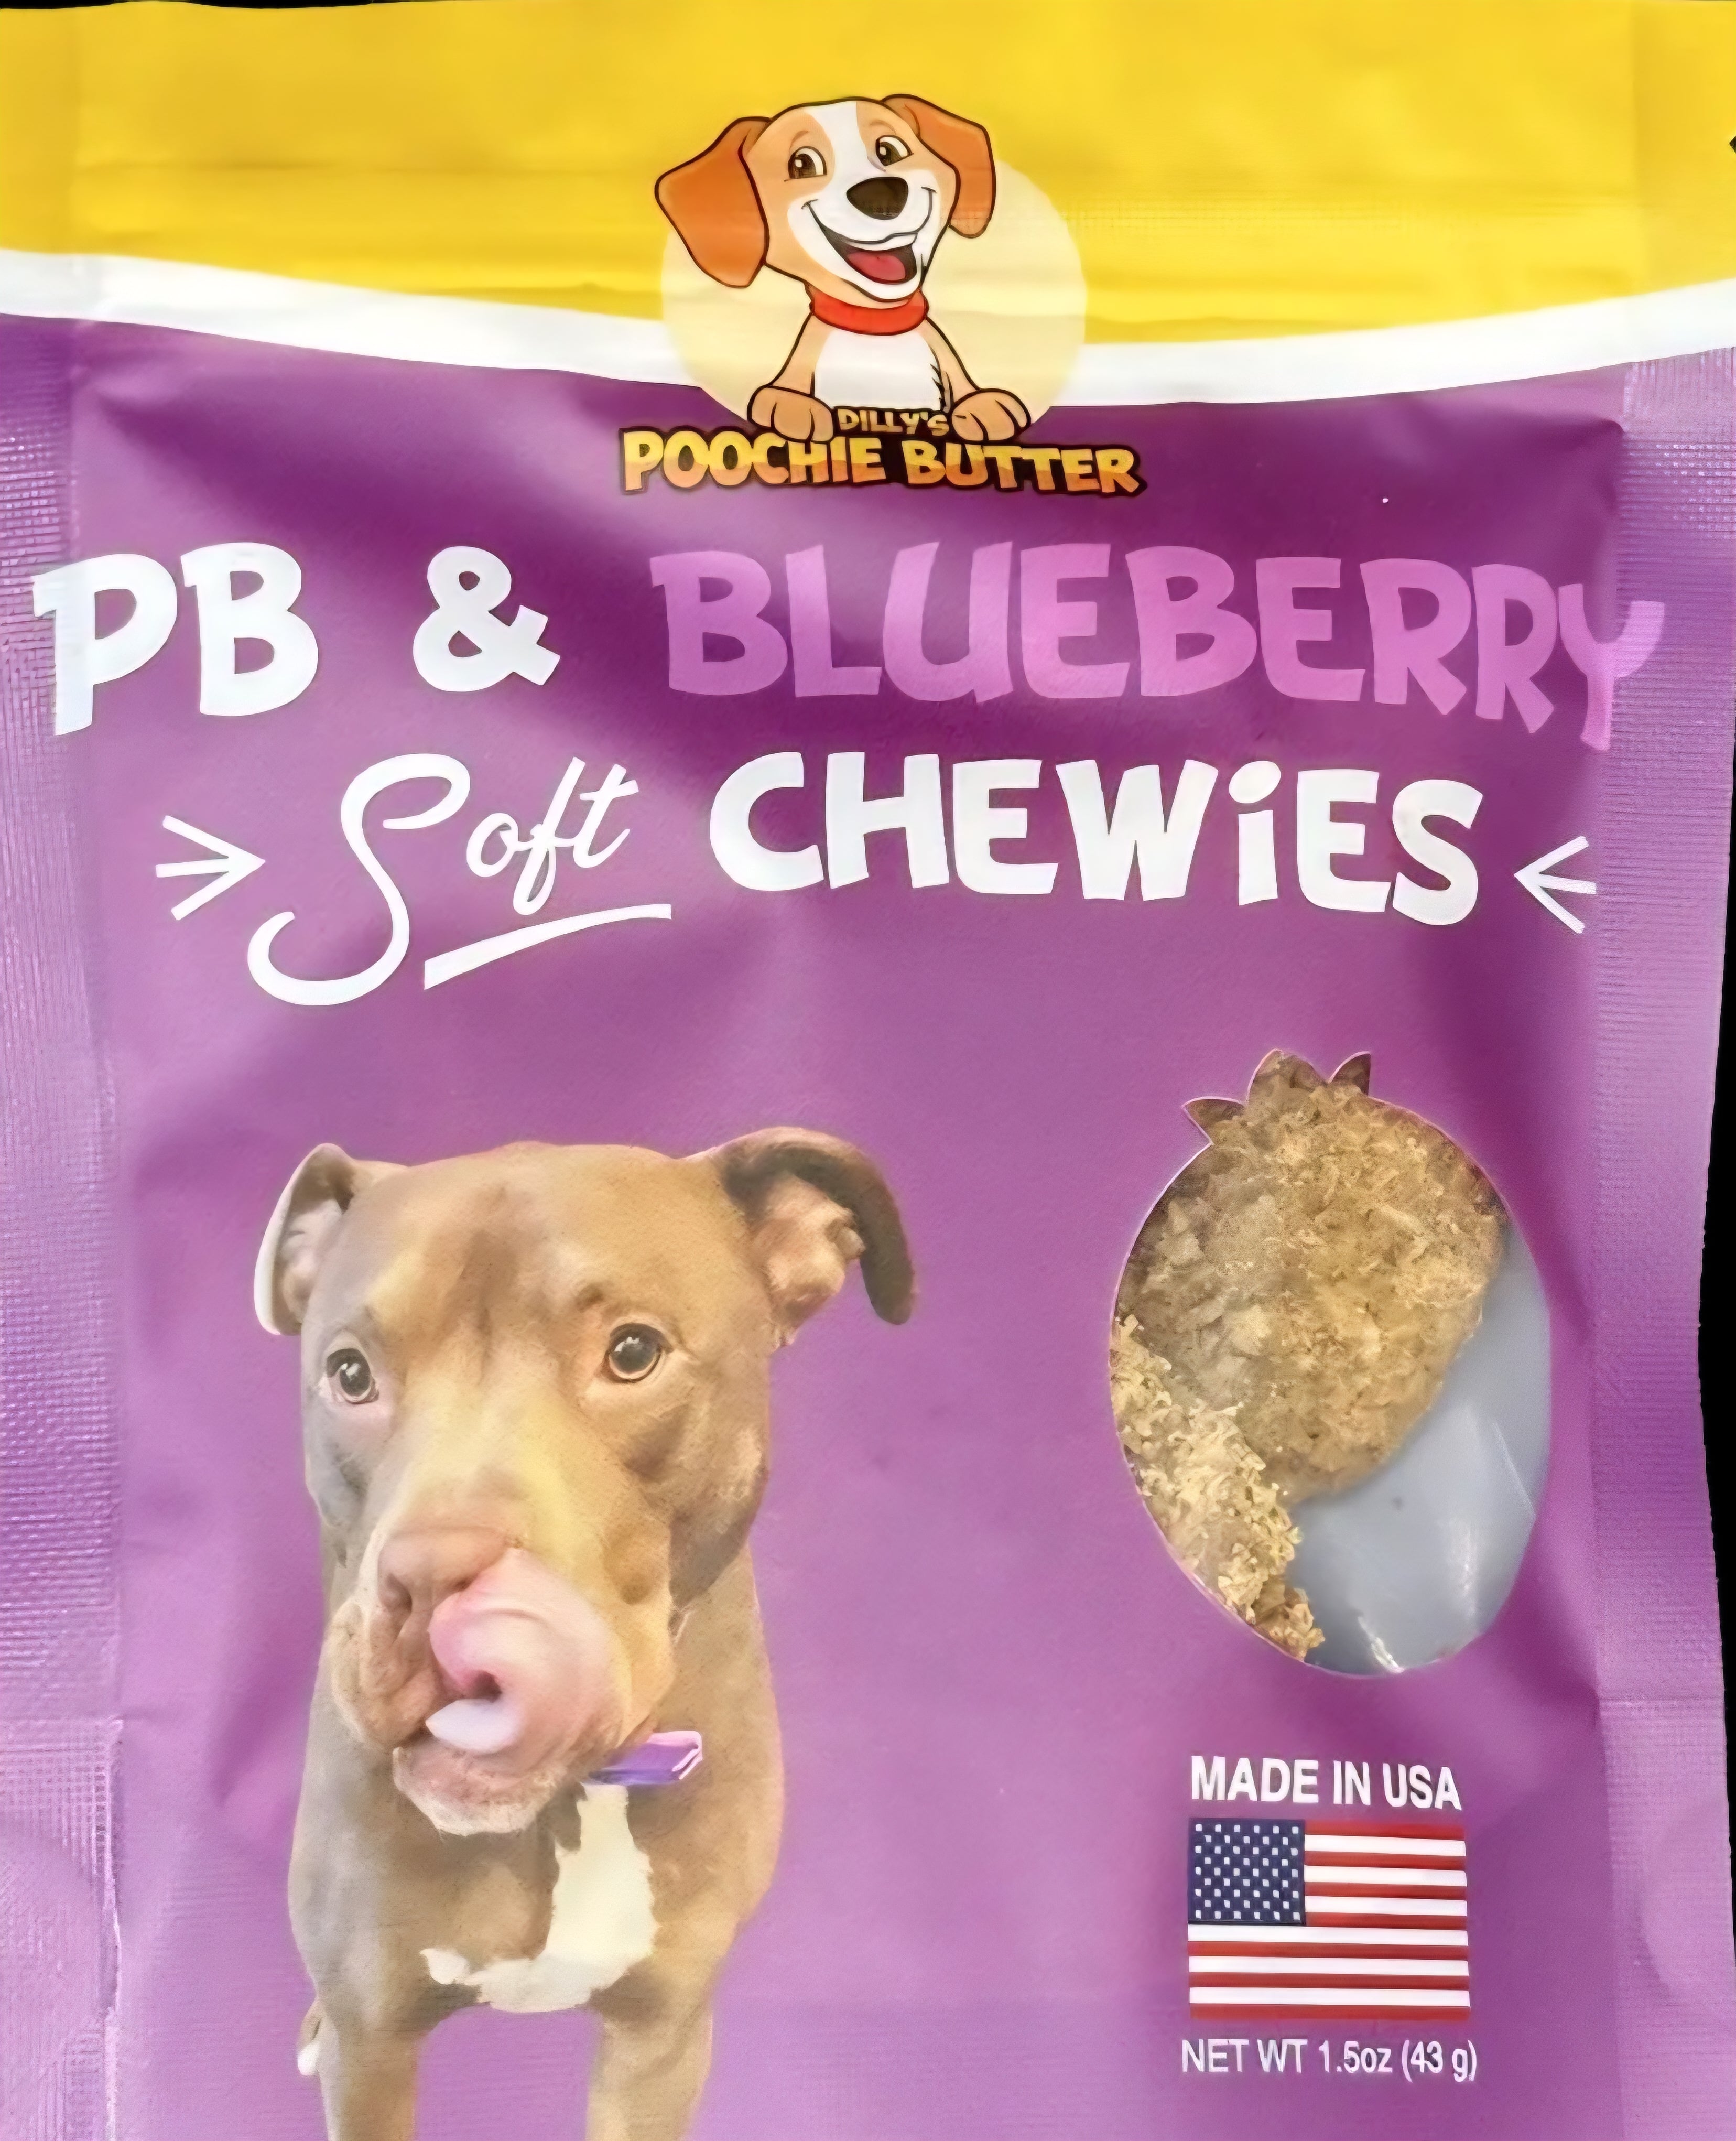 DILLY'S
POOCHIE BUTTER
PB & BLUEBERRY
Soft CHEWiES
MADE IN USA
NET WT 1.5oz (43 g)